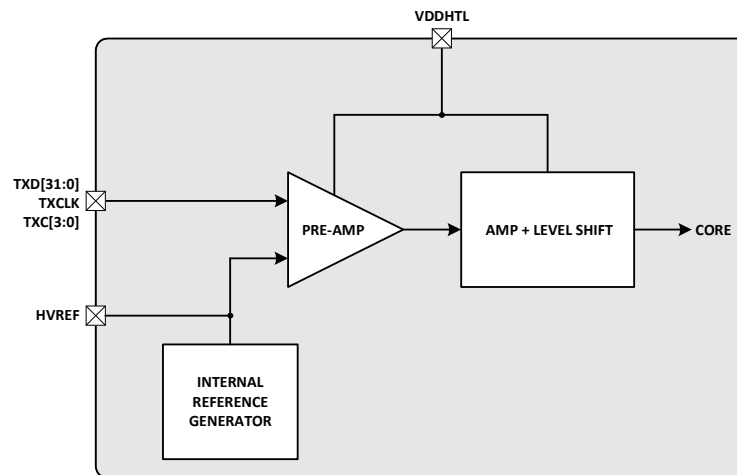 VDDHTL
TXD[31:0]
TXCLK
TXC[3:0]
PRE-AMP
AMP + LEVEL SHIFT
CORE
HVREF
INTERNAL
REFERENCE
GENERATOR